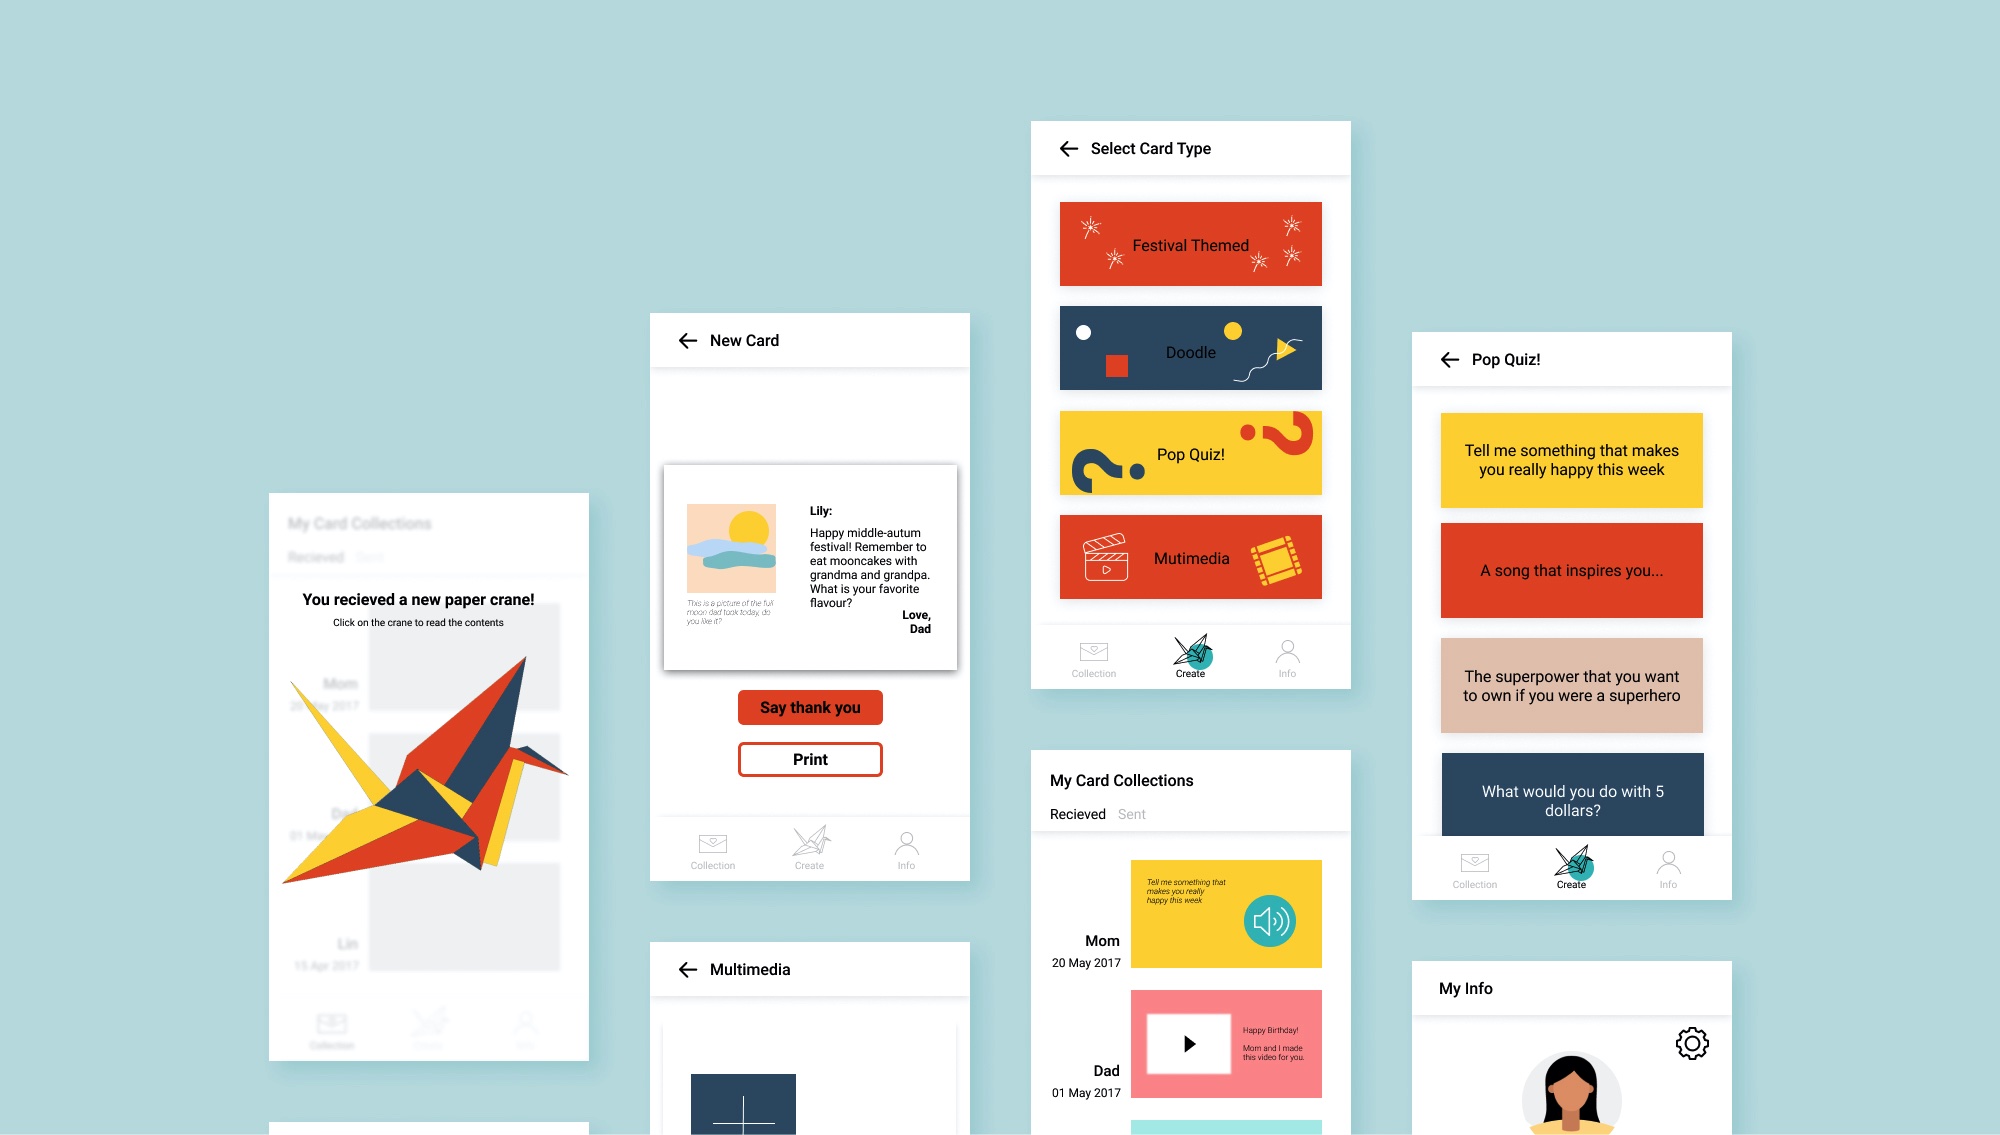 My Card Collections
Recieved Sent
You recieved a new paper crane!
Click on the crane to read the contents
Mom
20 May 2017
Dad
01 May
Lin
15 Apr 2017
Collection
New Card
Lily:
Happy middle-autum
festival! Remember to
eat mooncakes with
grandma and grandpa.
What is your favorite
flavour?
Love,
Dad
This is a picture of the full
moon dad took today, do
you like it?
Say thank you
Print
Collection Create Info
Multimedia
Select Card Type
Festival Themed
Doodle
Pop Quiz!
Mutimedia
Collection Create Info
My Card Collections
Recieved Sent
Tell me something that
makes you really
happy this week
Mom
20 May 2017
Happy Birthday!
Mom and I made
this video for you.
Dad
01 May 2017
Pop Quiz!
Tell me something that makes
you really happy this week
A song that inspires you...
The superpower that you want
to own if you were a superhero
What would you do with 5
dollars?
Collection Create Info
My Info